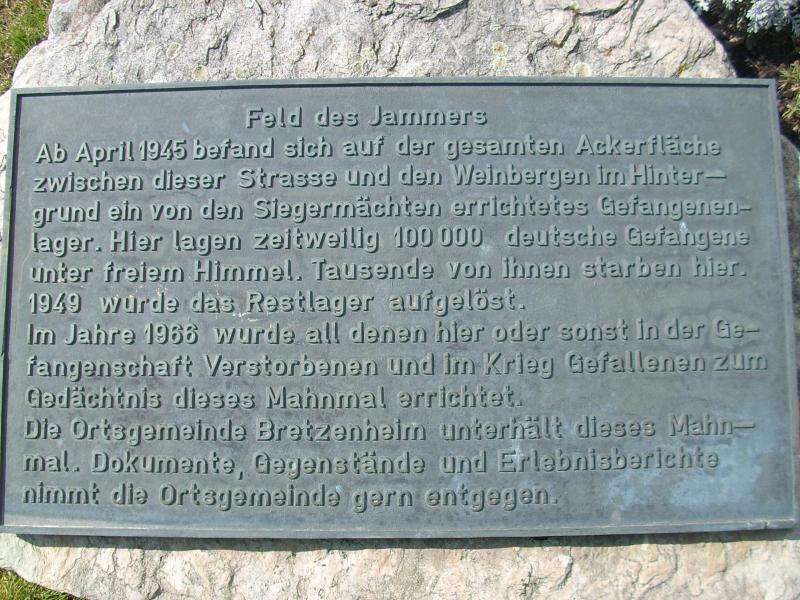 Feld des Jammers
Ab April 1945 befand sich auf der gesamten Ackerfläche
zwischen dieser Strasse und den Weinbergen im Hinter-
grund ein von den Siegermächten errichtetes Gefangenen-
lager. Hier lagen zeitweilig 100 000 deutsche Gefangene
unter freiem Himmel. Tausende von ihnen starben hier.
1949 wurde das Restlager aufgelöst.
Im Jahre 1966 wurde all denen hier oder sonst in der Ge-
fangenschaft Verstorbenen und im Krieg Gefallenen zum
Gedächtnis dieses Mahnmal errichtet.
Die Ortsgemeinde Bretzenheim unterhält dieses Mahn-
mal. Dokumente, Gegenstände und Erlebnisberichte
nimmt die Ortsgemeinde gern entgegen.